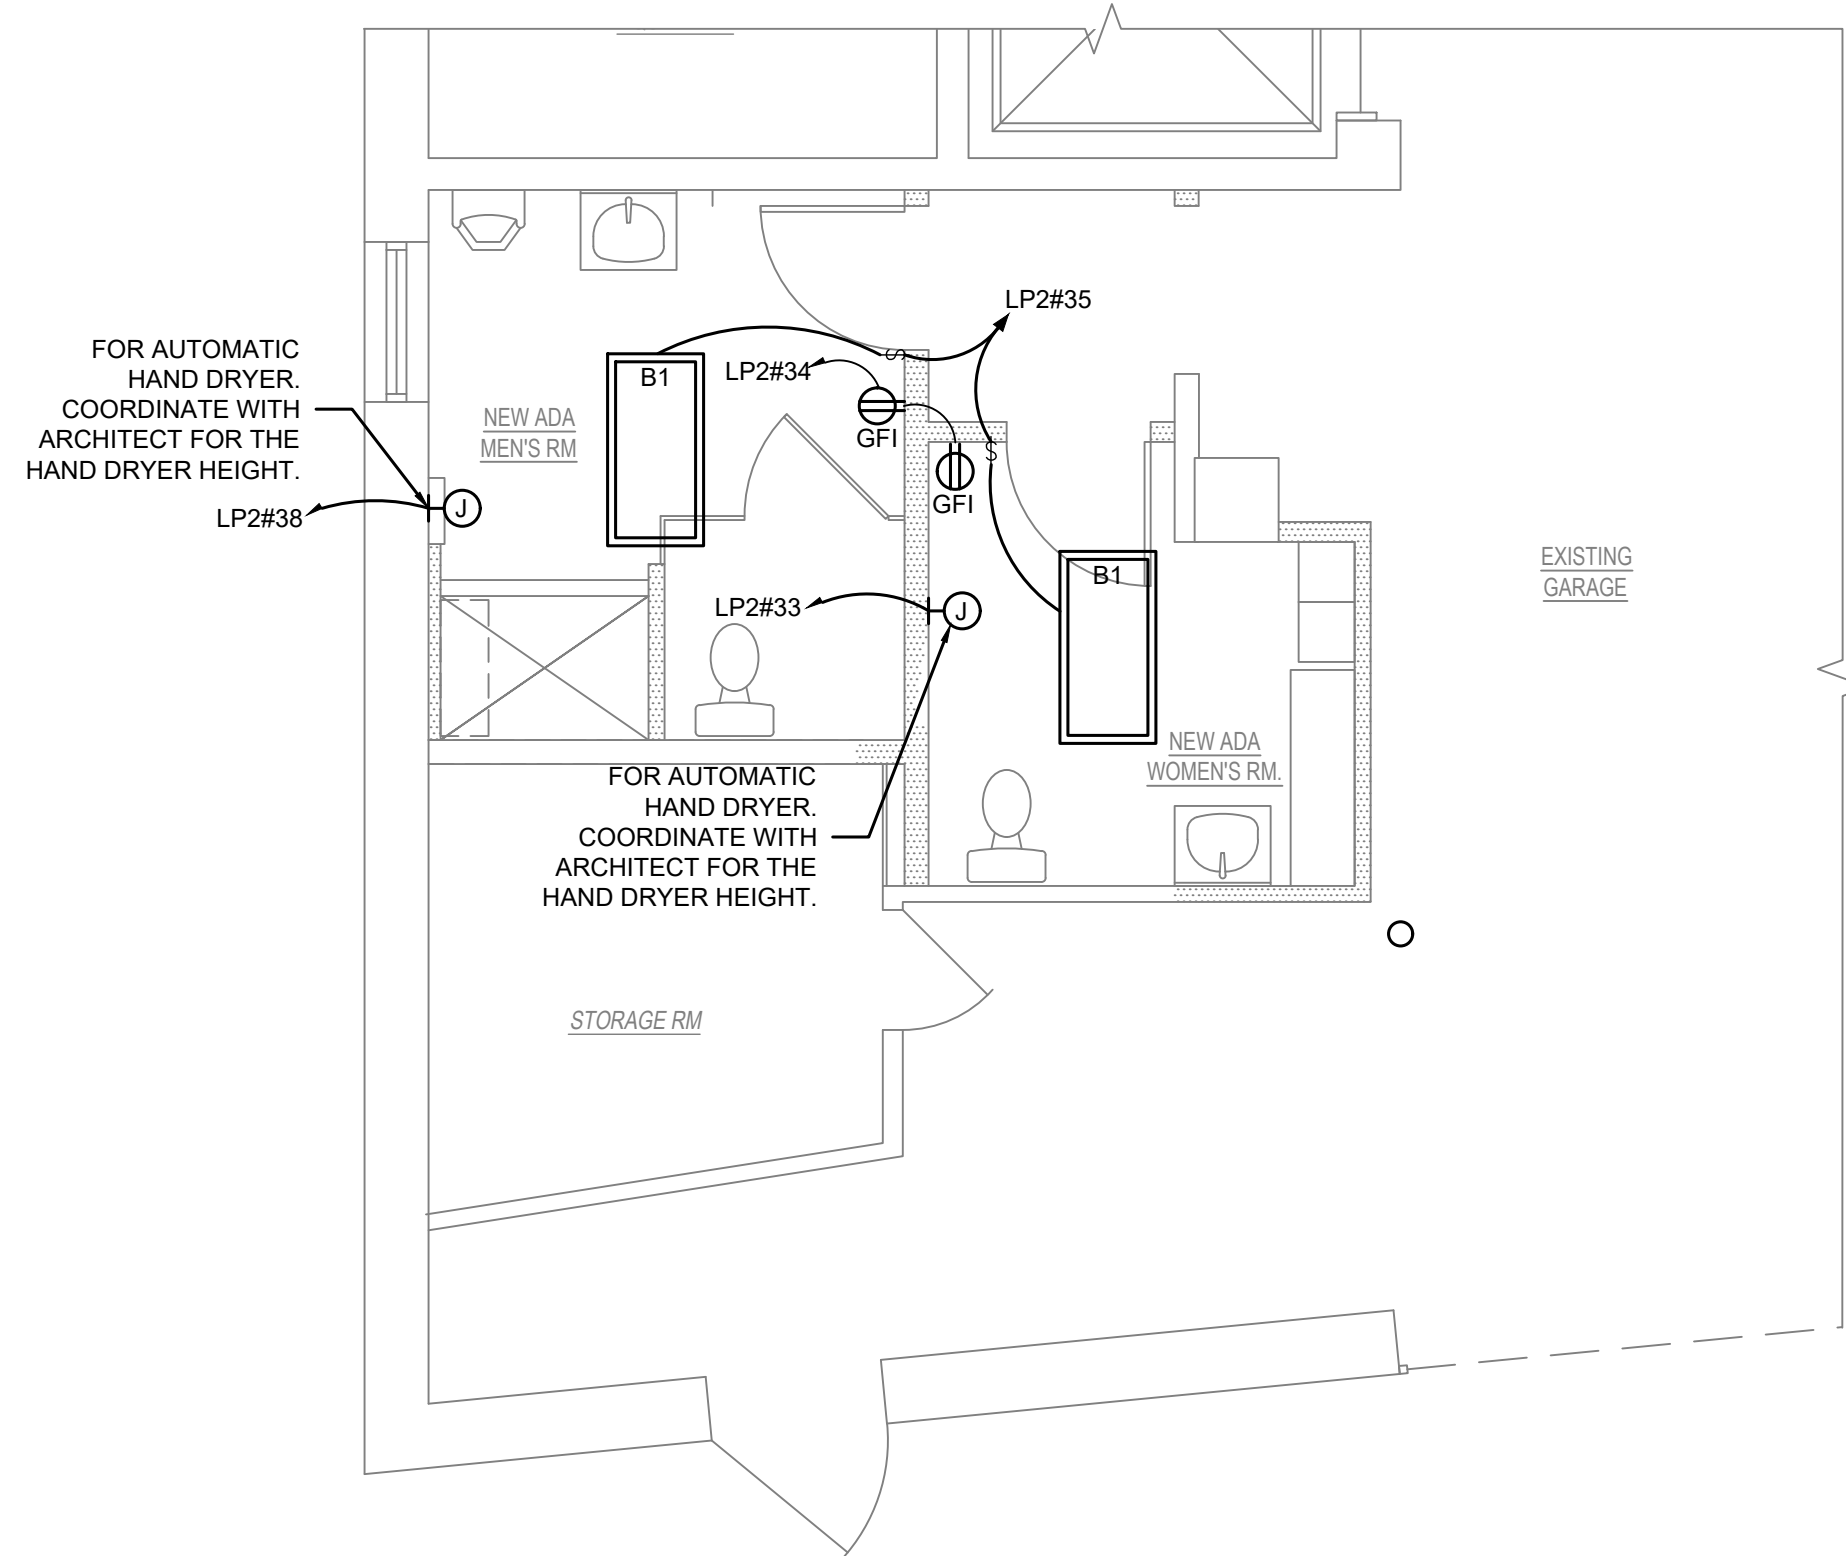 LP2#35
FOR AUTOMATIC
HAND DRYER.
COORDINATE WITH
ARCHITECT FOR THE
HAND DRYER HEIGHT.
B1
LP2#34
NEW ADA
MEN'S RM
GFI
S
S
GFI
LP2#38
J
EXISTING
GARAGE
B1
LP2#33
J
NEW ADA
WOMEN'S RM.
FOR AUTOMATIC
HAND DRYER.
COORDINATE WITH
ARCHITECT FOR THE
HAND DRYER HEIGHT.
STORAGE RM